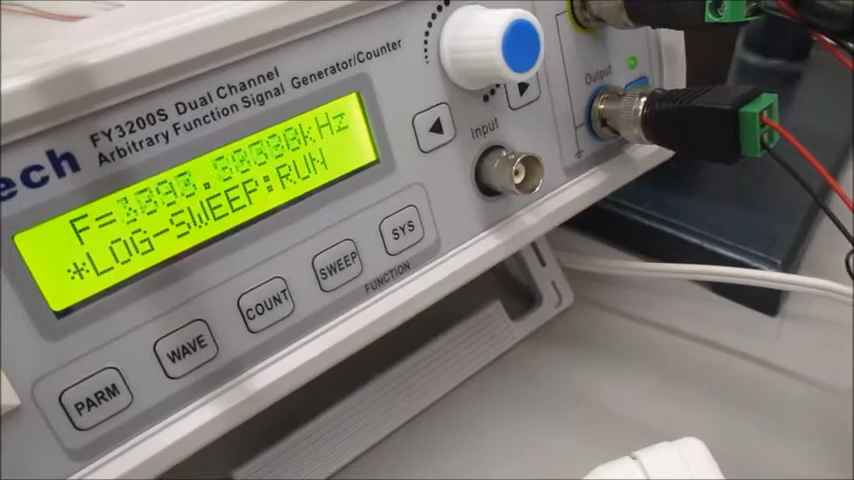 FY3200S Dual Channel
Arbitrary/Function Signal Generator/Counter
ech
kHz
*LOG-SWEEP:RUN
Input
Output
PARM
WAVE
COUNT
SWEEP
SYS
FUNCTION